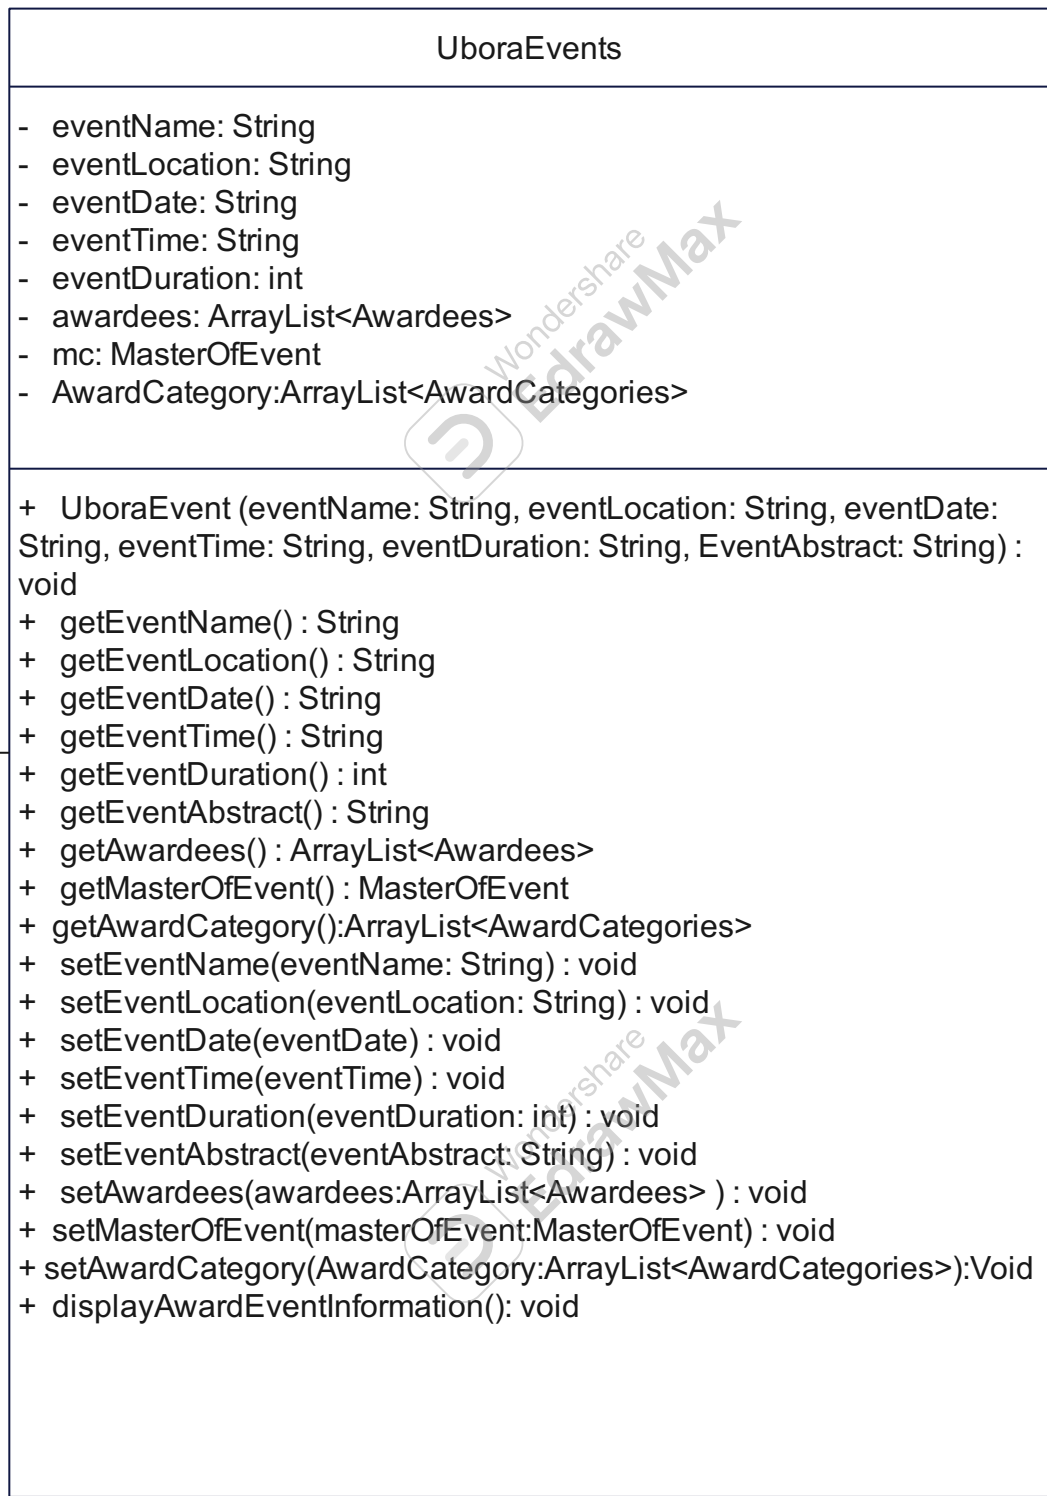 UboraEvents
- eventName: String
- eventLocation: String
- eventDate: String
- eventTime: String
- eventDuration: int
- awardees: ArrayList<Awardees>
- mc: MasterOfEvent
- AwardCategory:ArrayList<AwardCategories>
Wondershare
EdrawMax
+ UboraEvent (eventName: String, eventLocation: String, eventDate:
String, eventTime: String, eventDuration: String, EventAbstract: String) :
void
+ getEventName() : String
+ getEventLocation() : String
+ getEventDate() : String
+ getEventTime() : String
+ getEventDuration() : int
+ getEventAbstract() : String
+ getAwardees() : ArrayList<Awardees>
+ getMasterOfEvent() : MasterOfEvent
+ getAwardCategory():ArrayList<AwardCategories>
+ setEventName(eventName: String) : void
+ setEventLocation(eventLocation: String) : void
+ setEventDate(eventDate) : void
+ setEventTime(eventTime) : void
+ setEventDuration(eventDuration: int) : void
+ setEventAbstract(eventAbstract: String) : void
+ setAwardees(awardees:ArrayList<Awardees> ) : void
+ setMasterOfEvent(masterOfEvent:MasterOfEvent) : void
+ setAwardCategory(AwardCategory:ArrayList<AwardCategories>):Void
+ displayAwardEventInformation(): void
Wondershare
EdrawMax